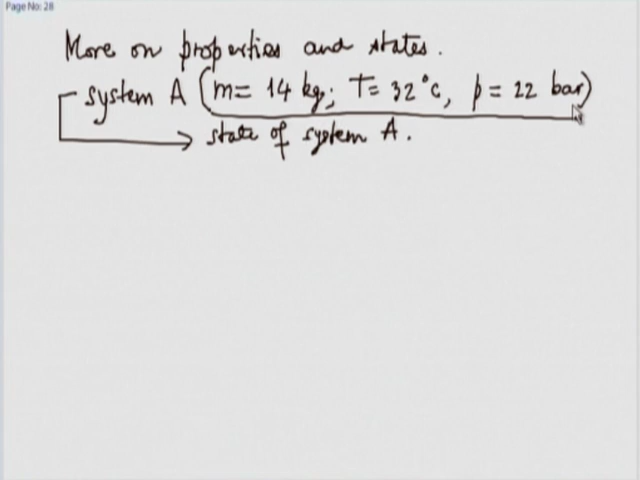 Page No: 28
More on properties and states.
system A (m= 14 kg; T= 32°C, p = 22 bar)
state of system A.